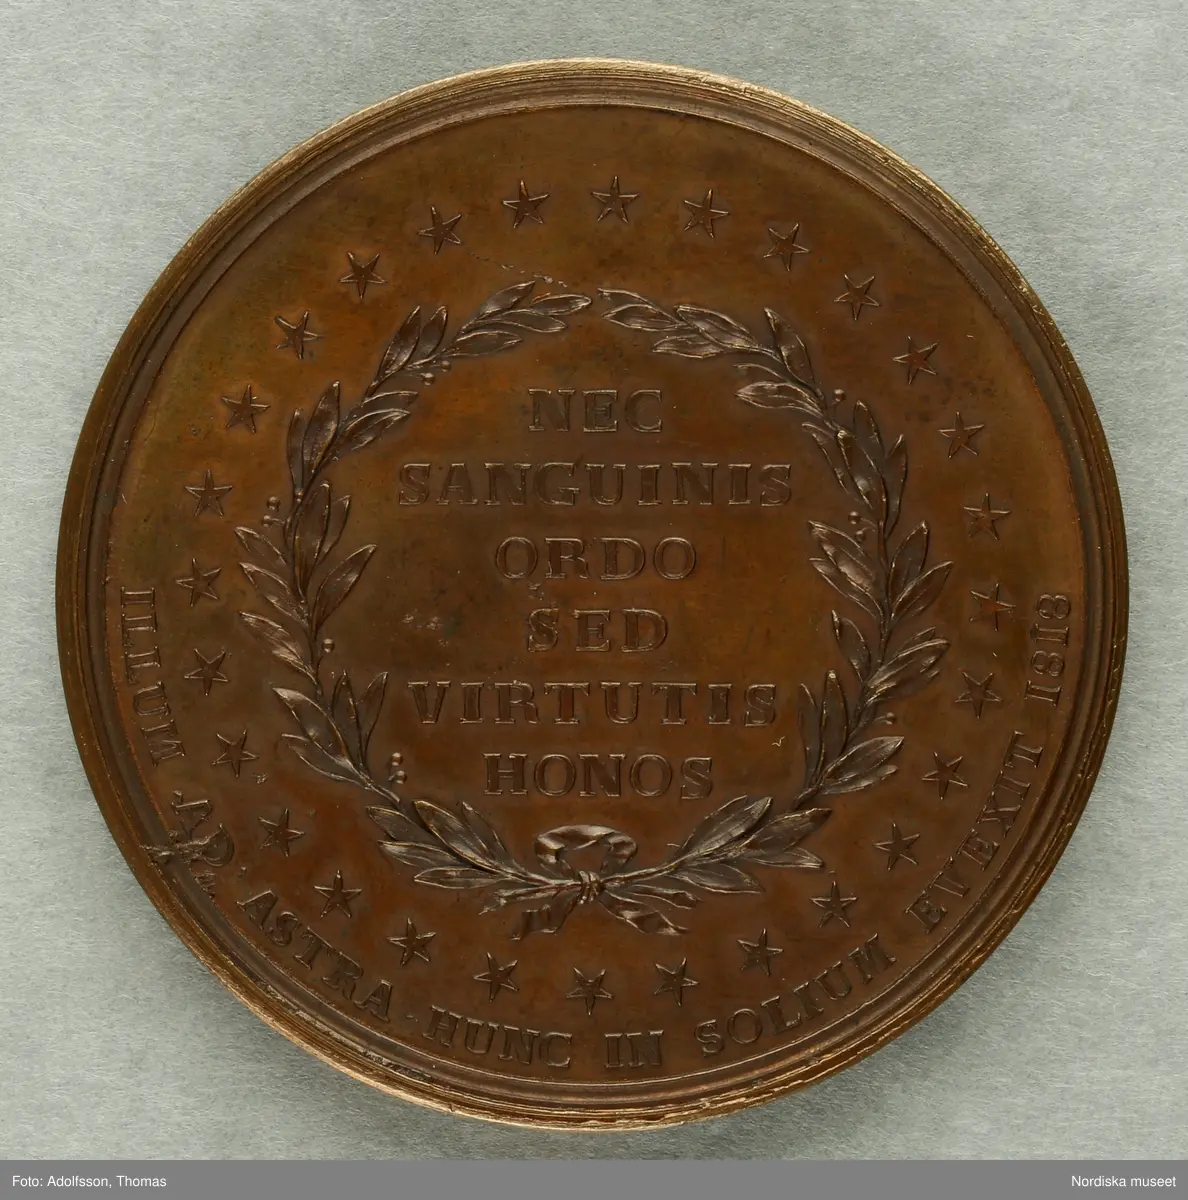 NEC
SANGUINIS
ORDO
SED
VIRTUTIS
HONOS
ILLUM AD ASTRA HUNC IN SOLIUM EVEXIT 1818
Foto: Adolfsson, Thomas
Nordiska museet